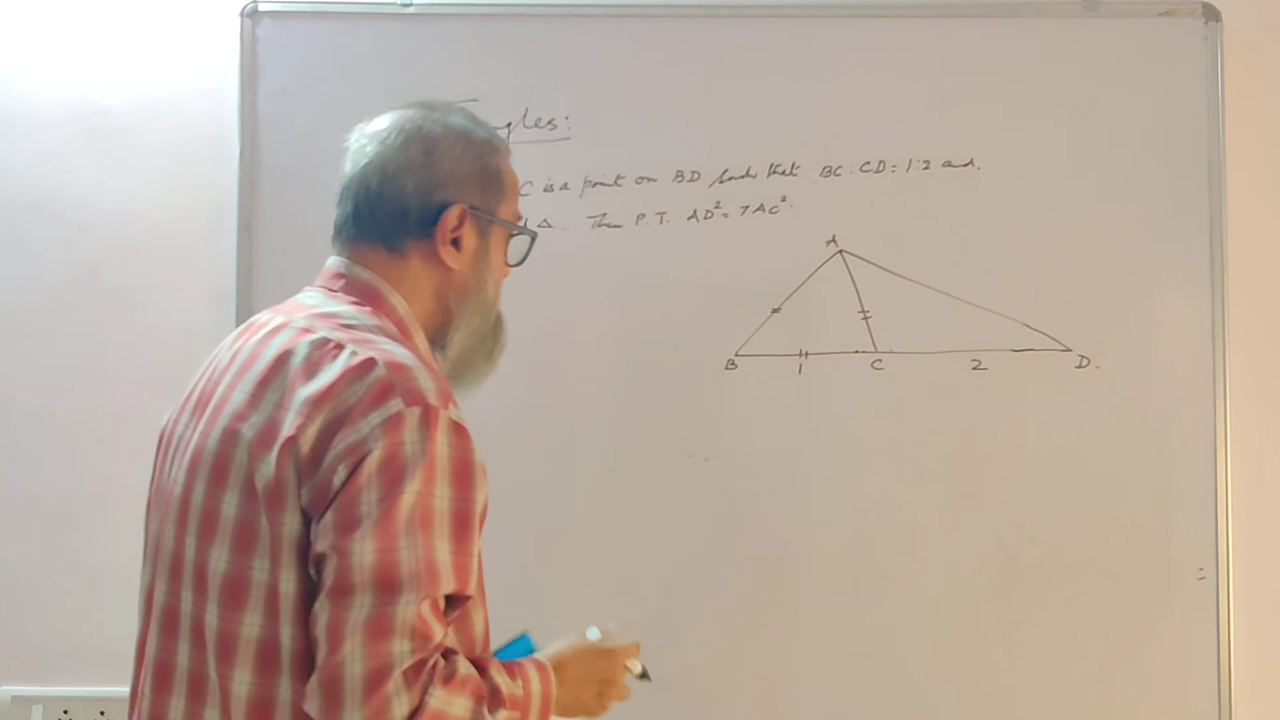 gles:
C is a point on BD such that BC : CD = 1:2 and.
Δ. Then P.T. AD² = 7AC².
A
B 1 C 2 D.